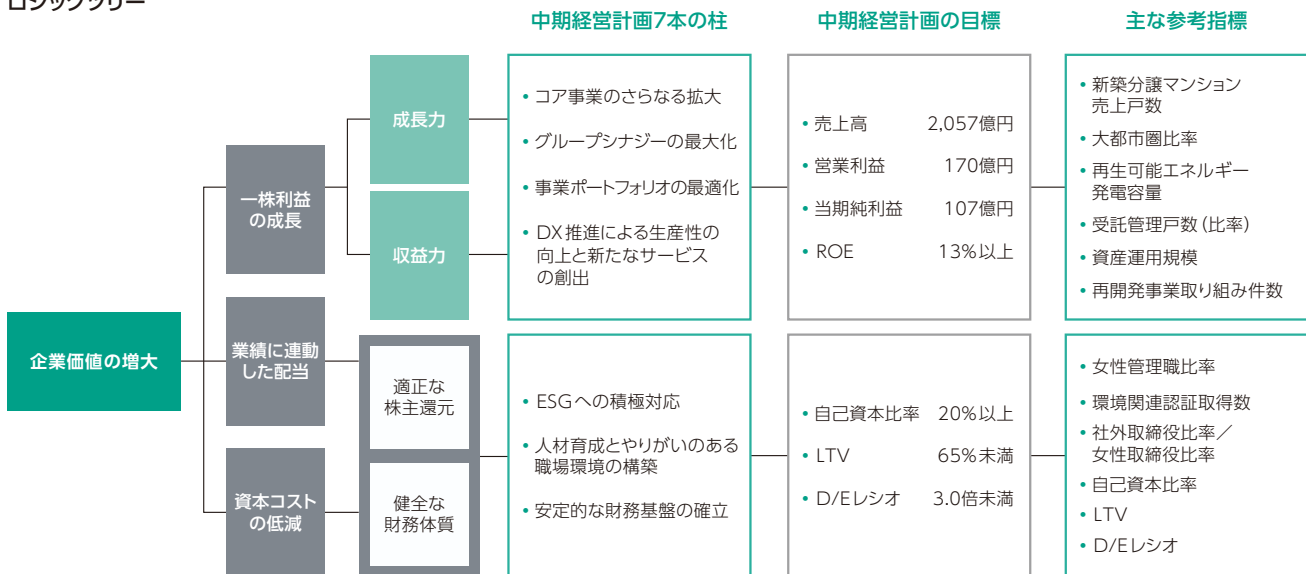 ロジックツリー
中期経営計画7本の柱
中期経営計画の目標
主な参考指標
企業価値の増大
一株利益
の成長
業績に連動
した配当
資本コスト
の低減
成長力
収益力
適正な
株主還元
健全な
財務体質
• コア事業のさらなる拡大
• グループシナジーの最大化
• 事業ポートフォリオの最適化
• DX推進による生産性の
向上と新たなサービス
の創出
• 売上高 2,057億円
• 営業利益 170億円
• 当期純利益 107億円
• ROE 13%以上
• 新築分譲マンション
売上戸数
• 大都市圏比率
• 再生可能エネルギー
発電容量
• 受託管理戸数(比率)
• 資産運用規模
• 再開発事業取り組み件数
• ESGへの積極対応
• 人材育成とやりがいのある
職場環境の構築
• 安定的な財務基盤の確立
• 自己資本比率 20%以上
• LTV 65%未満
• D/Eレシオ 3.0倍未満
• 女性管理職比率
• 環境関連認証取得数
• 社外取締役比率／
女性取締役比率
• 自己資本比率
• LTV
• D/Eレシオ